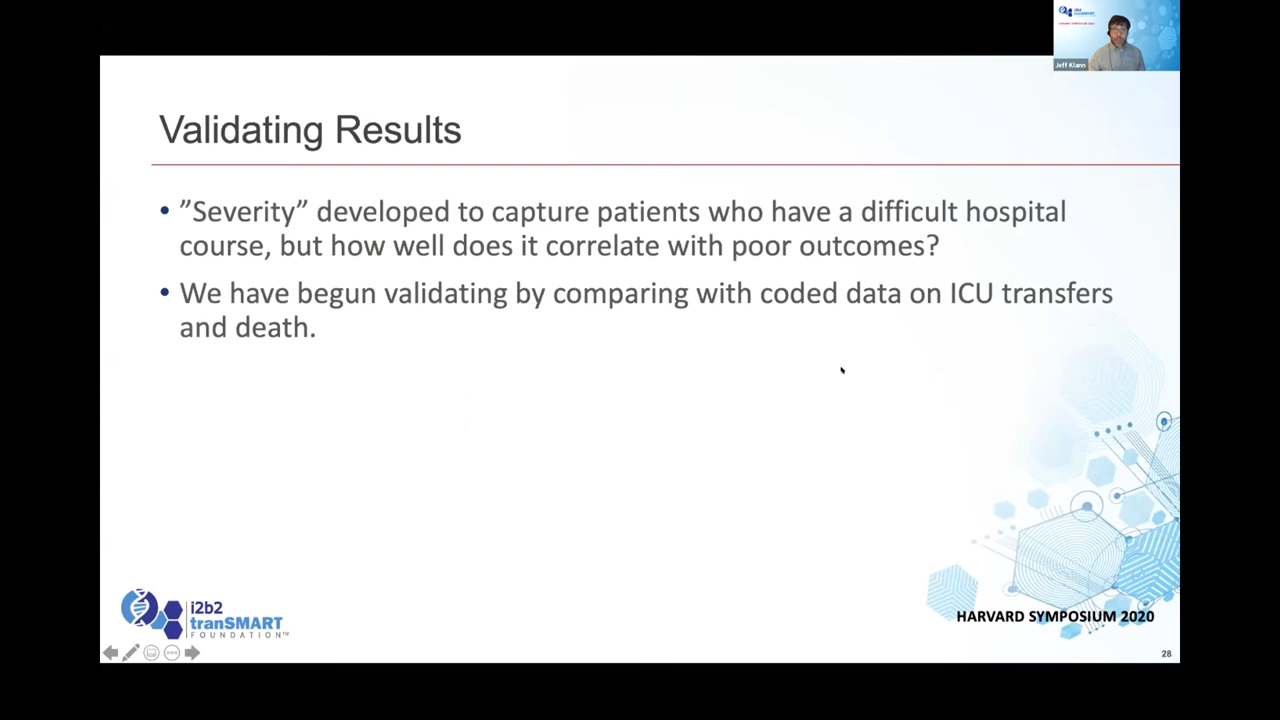 Jeff Klann
Validating Results
• ”Severity” developed to capture patients who have a difficult hospital
course, but how well does it correlate with poor outcomes?
• We have begun validating by comparing with coded data on ICU transfers
and death.
i2b2
tranSMART
FOUNDATION™
HARVARD SYMPOSIUM 2020
28